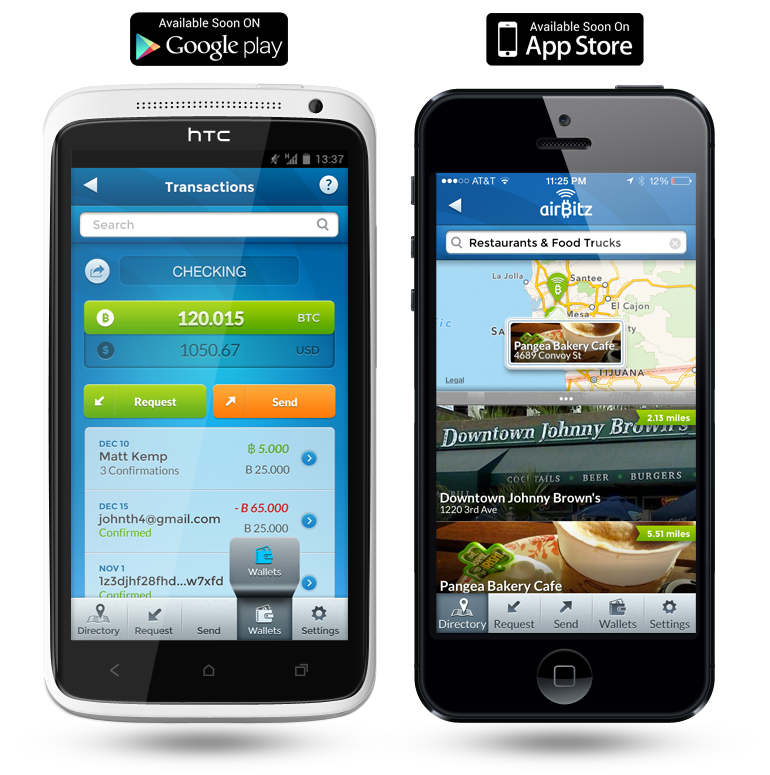 Available Soon ON
Google play
Available Soon On
App Store
hTC
13:37
Transactions
?
Search
CHECKING
120.015 BTC
1050.67 USD
Request
Send
DEC 10
Matt Kemp
3 Confirmations
฿ 5.000
B 25.000
DEC 15
johnth4@gmail.com
Confirmed
- B 65.000
B 25.000
NOV 1
1z3djhf28fhd...w7xfd
Confirmed
Wallets
Directory
Request
Send
Wallets
Settings
AT&T
11:25 PM
12%
airBitz
Restaurants & Food Trucks
La Jolla
Santee
El Cajon
Mesa
SA
ty
tic
Pangea Bakery Cafe
4689 Convoy St
TIJUANA
Legal
2.13 miles
Downtown Johnny Brown's
COCKTAILS • BEER • BURGERS
Downtown Johnny Brown's
1220 3rd Ave
5.51 miles
Pangea Bakery Cafe
Directory
Request
Send
Wallets
Settings